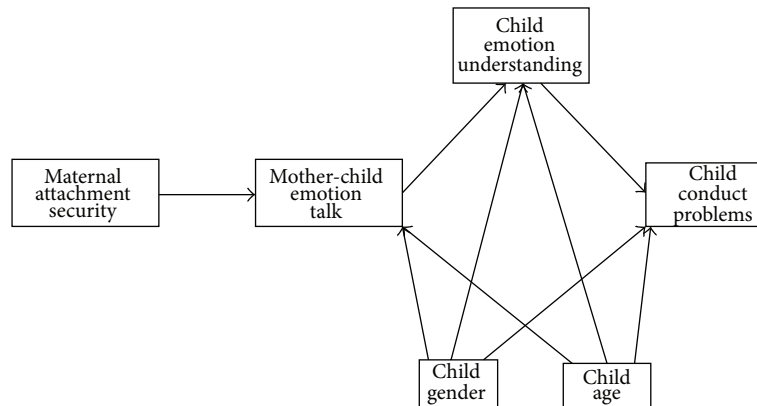 Child
emotion
understanding
Maternal
attachment
security
Mother-child
emotion
talk
Child
conduct
problems
Child
gender
Child
age